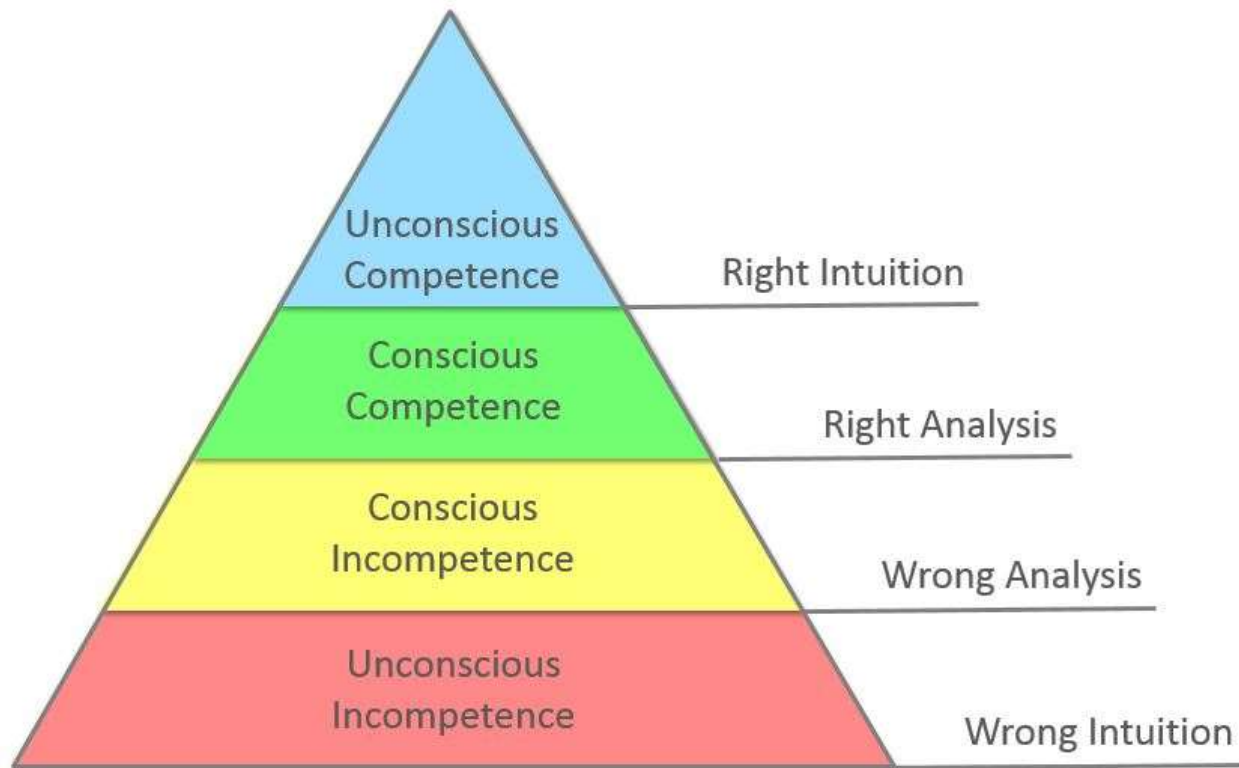 Unconscious
Competence
Right Intuition
Conscious
Competence
Right Analysis
Conscious
Incompetence
Wrong Analysis
Unconscious
Incompetence
Wrong Intuition